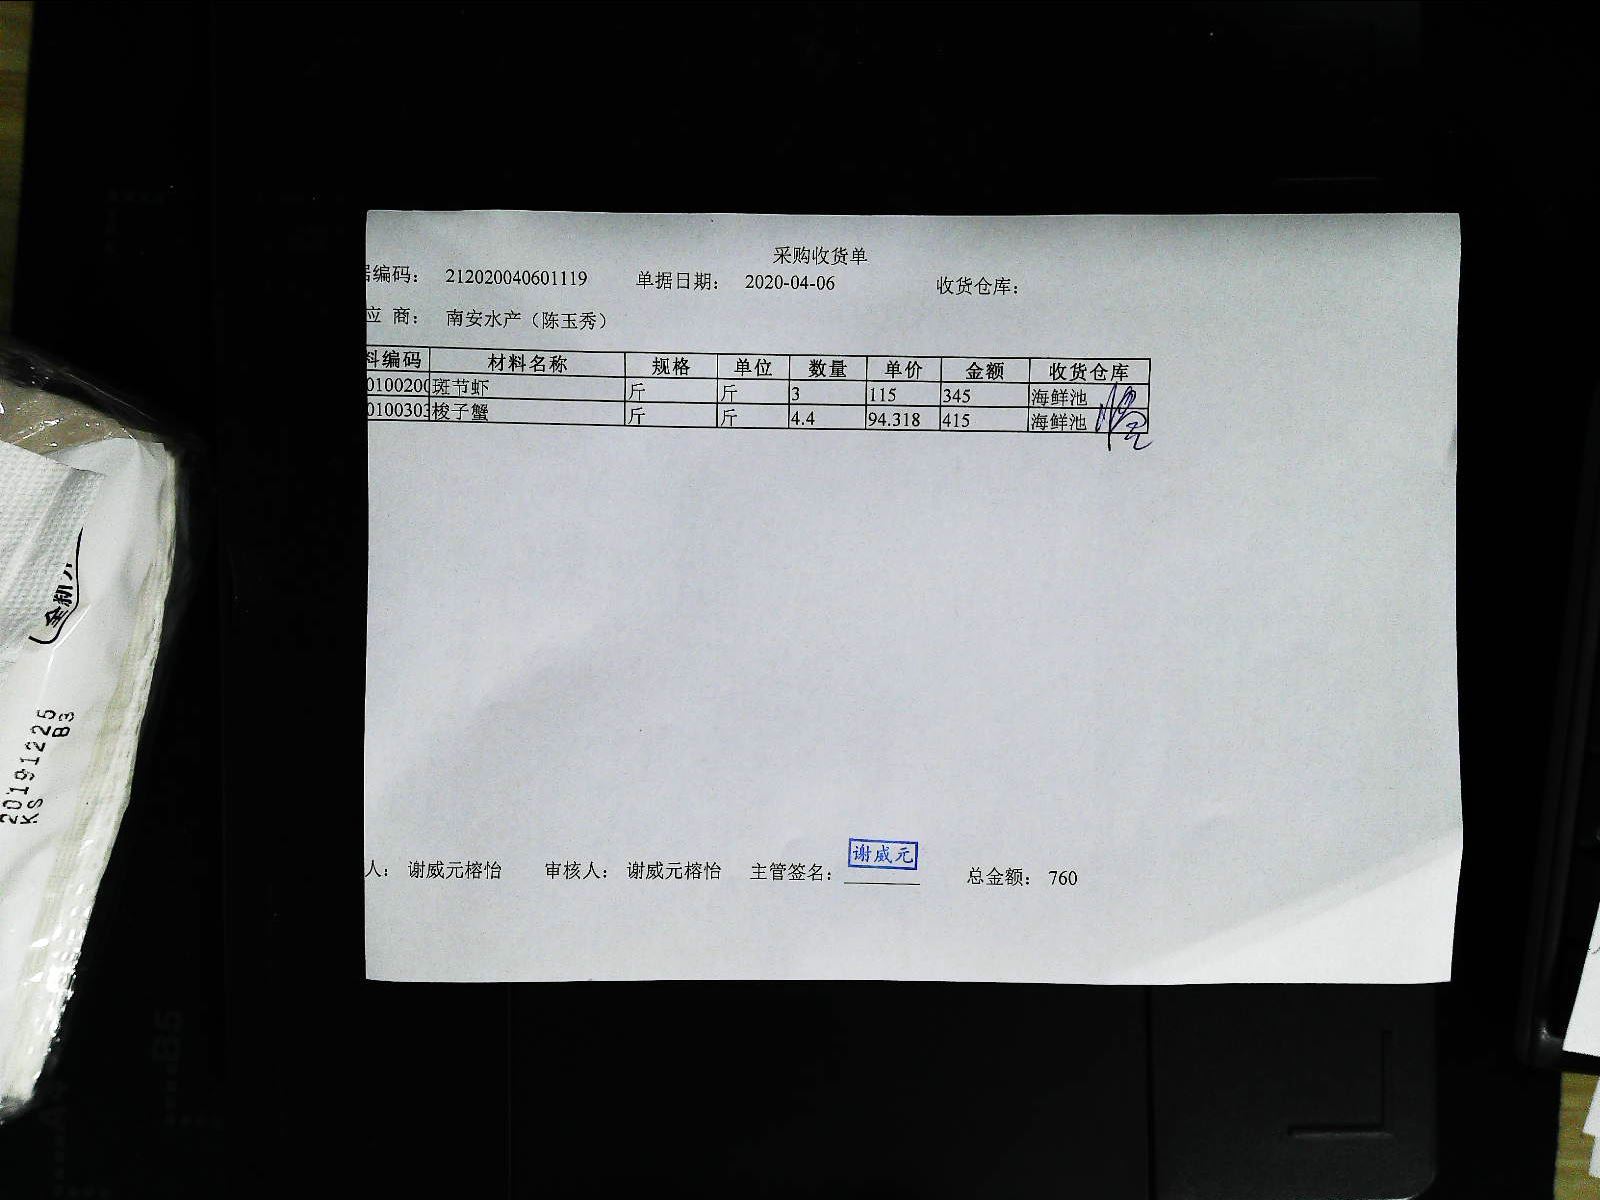 采购收货单
编码: 212020040601119 单据日期: 2020-04-06 收货仓库:
应 商: 南安水产（陈玉秀）
料编码 材料名称 规格 单位 数量 单价 金额 收货仓库
0100200 斑节虾 斤 斤 3 115 345 海鲜池
0100303 梭子蟹 斤 斤 4.4 94.318 415 海鲜池
人: 谢威元榕怡 审核人: 谢威元榕怡 主管签名: 谢威元 总金额: 760
全新
20191225
KS B3
B5